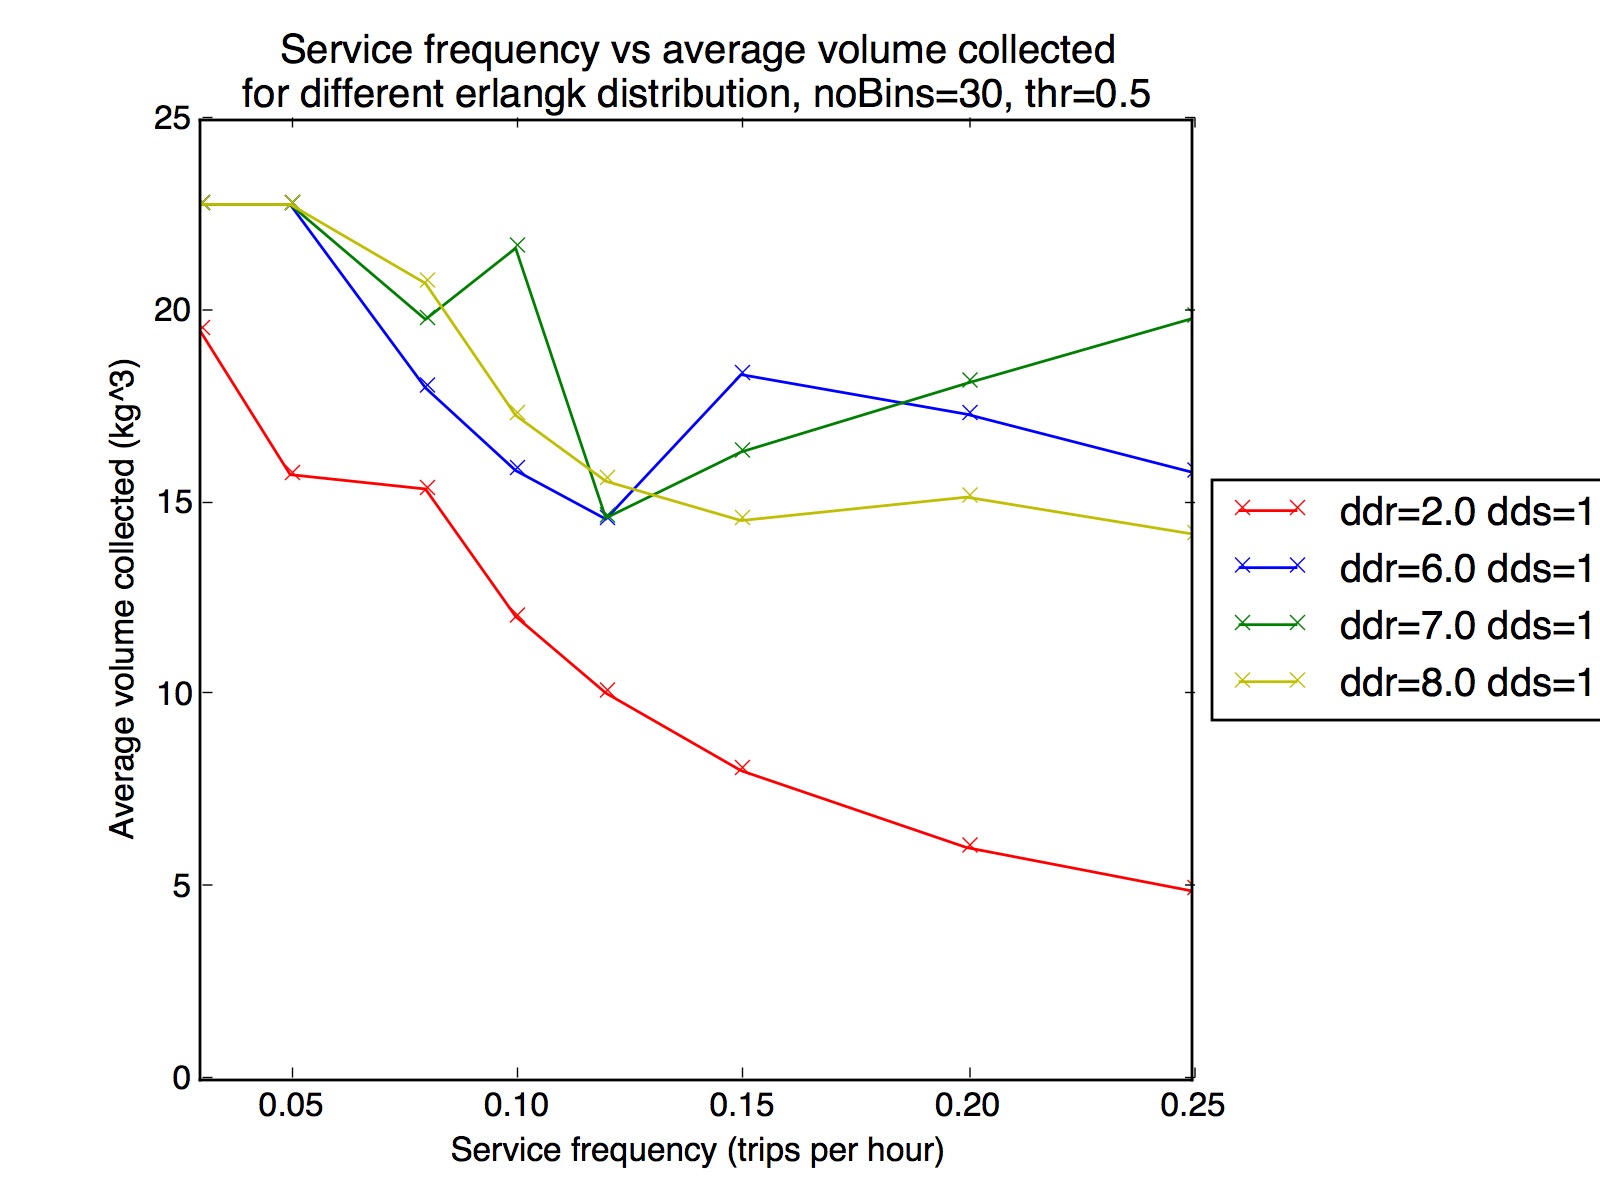 Service frequency vs average volume collected
for different erlangk distribution, noBins=30, thr=0.5
25
20
15
10
5
0
Average volume collected (kg^3)
0.05 0.10 0.15 0.20 0.25
Service frequency (trips per hour)
ddr=2.0 dds=1
ddr=6.0 dds=1
ddr=7.0 dds=1
ddr=8.0 dds=1